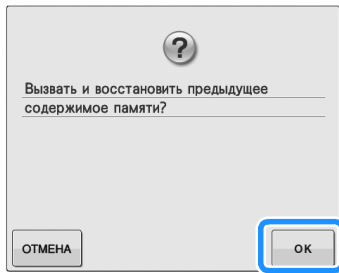 ?
Вызвать и восстановить предыдущее
содержимое памяти?
ОТМЕНА
OK